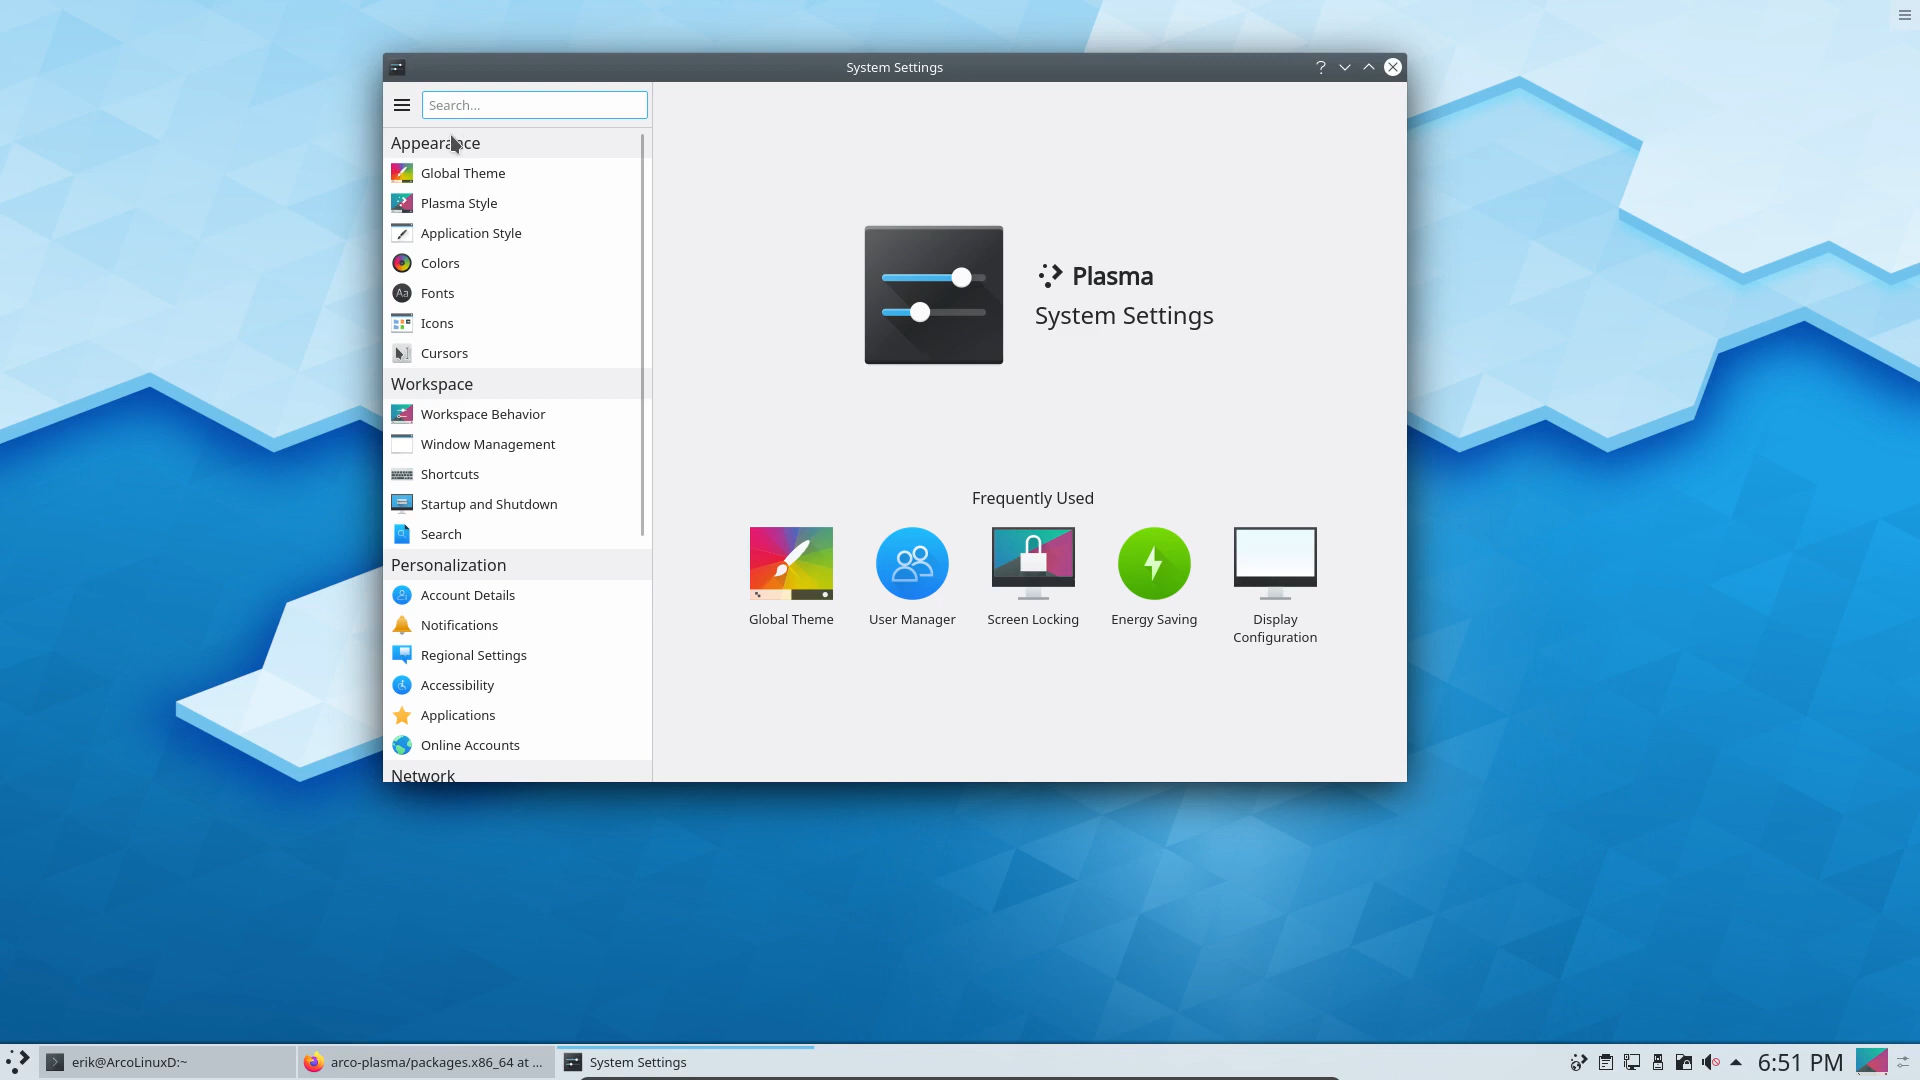 System Settings
Search...
Appearance
Global Theme
Plasma Style
Application Style
Colors
Fonts
Icons
Cursors
Workspace
Workspace Behavior
Window Management
Shortcuts
Startup and Shutdown
Search
Personalization
Account Details
Notifications
Regional Settings
Accessibility
Applications
Online Accounts
Network
Plasma
System Settings
Frequently Used
Global Theme
User Manager
Screen Locking
Energy Saving
Display
Configuration
erik@ArcoLinuxD:~
arco-plasma/packages.x86_64 at ...
System Settings
6:51 PM